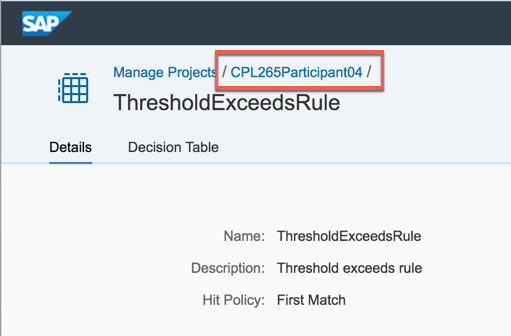 SAP
Manage Projects / CPL265Participant04 /
ThresholdExceedsRule
Details Decision Table
Name: ThresholdExceedsRule
Description: Threshold exceeds rule
Hit Policy: First Match